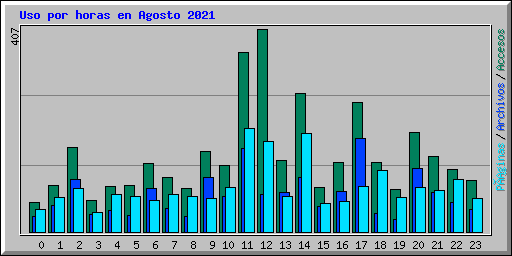 Uso por horas en Agosto 2021
407
0 1 2 3 4 5 6 7 8 9 10 11 12 13 14 15 16 17 18 19 20 21 22 23
Páginas / Archivos / Accesos